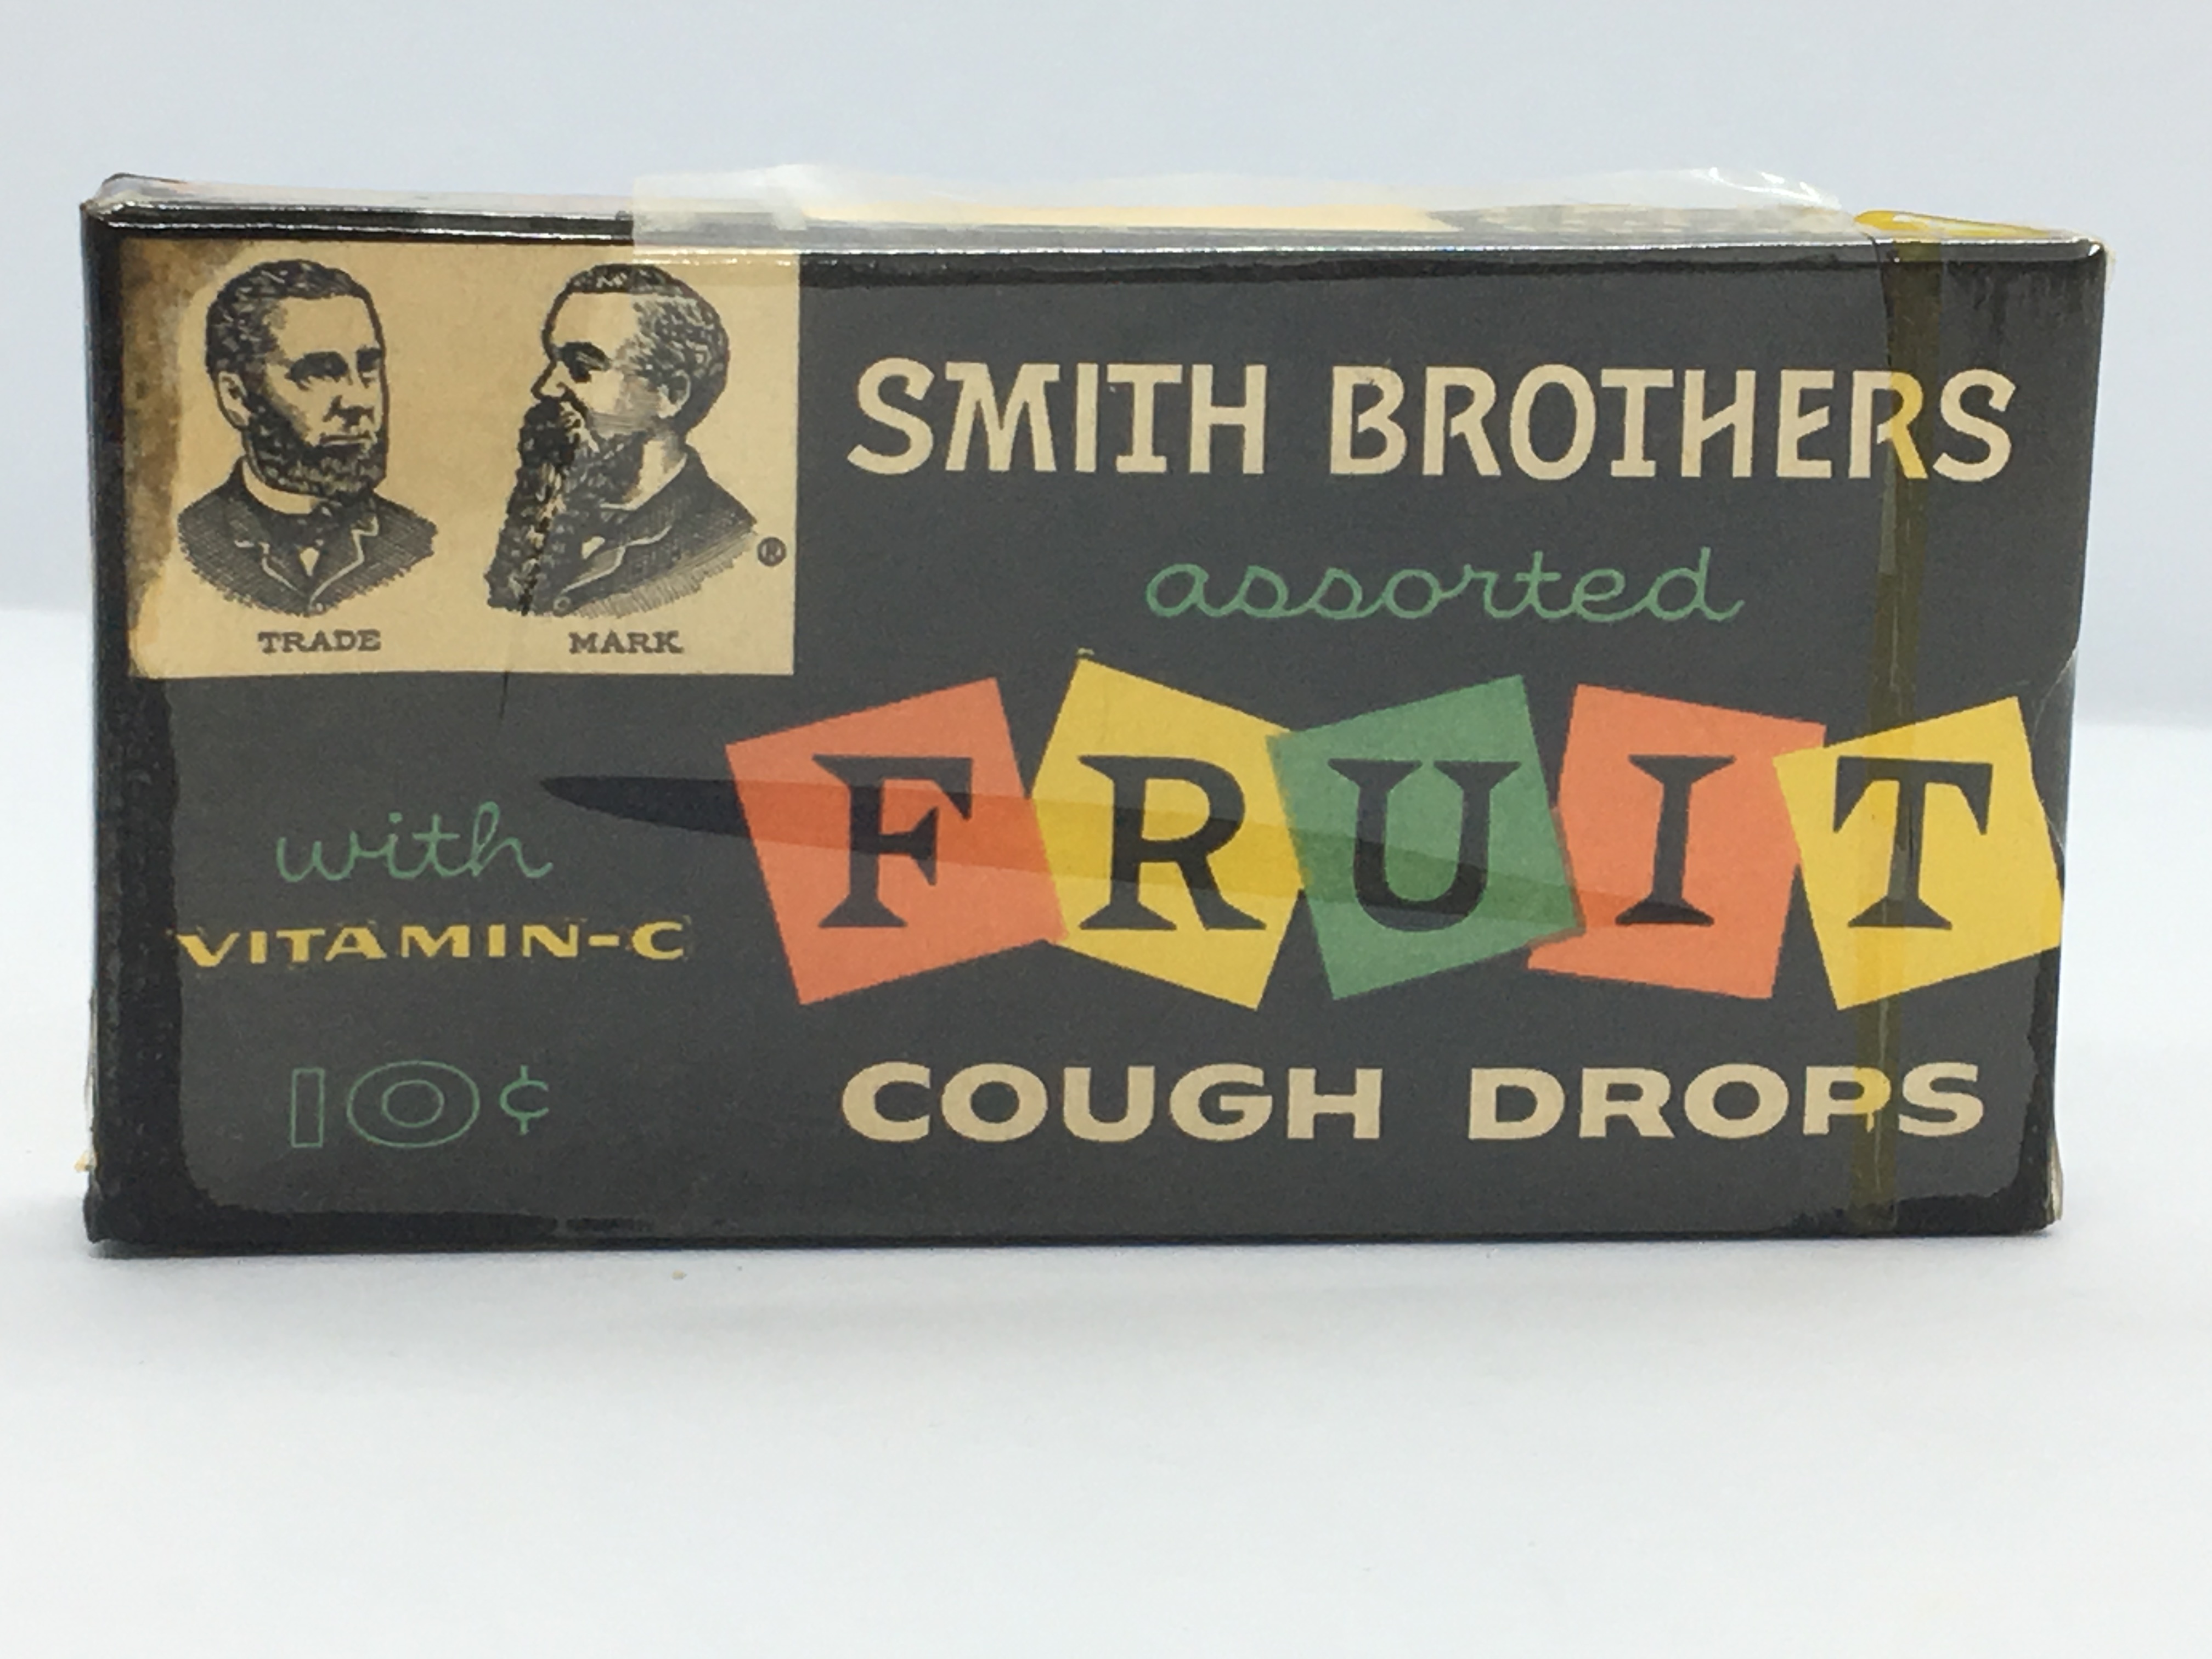 TRADE MARK ®
SMITH BROTHERS
assorted
FRUIT
COUGH DROPS
with
VITAMIN-C
10¢